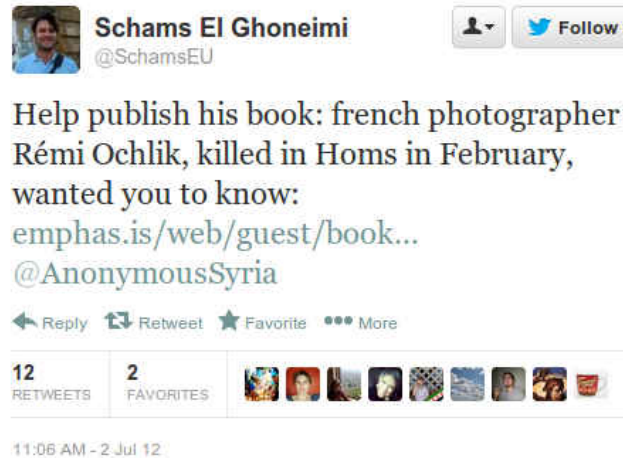 Schams El Ghoneimi
@SchamsEU
Follow
Help publish his book: french photographer
Rémi Ochlik, killed in Homs in February,
wanted you to know:
emphas.is/web/guest/book...
@AnonymousSyria
Reply Retweet Favorite More
12 2
RETWEETS FAVORITES
11:06 AM - 2 Jul 12